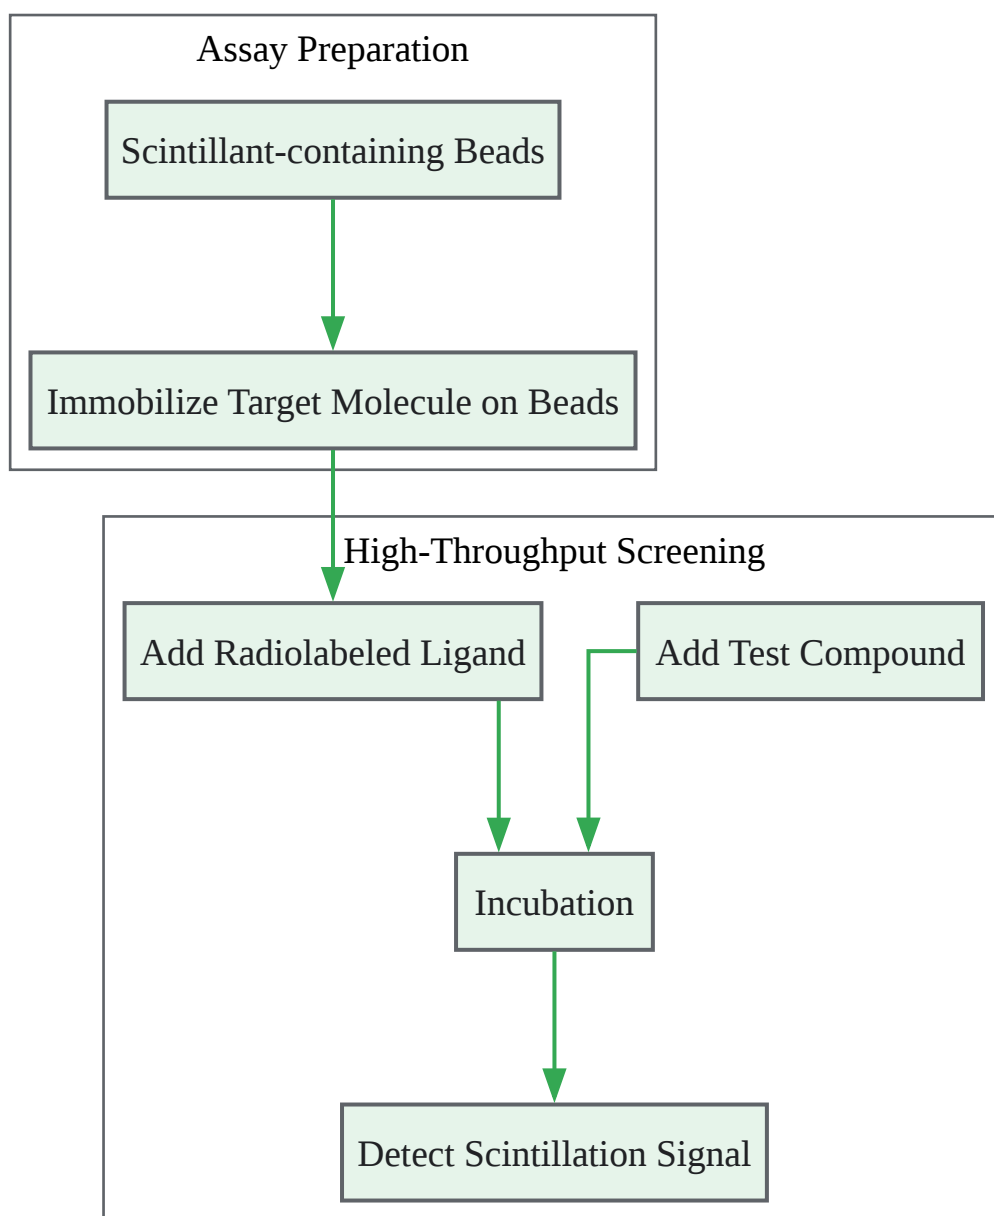 Assay Preparation
Scintillant-containing Beads
Immobilize Target Molecule on Beads
High-Throughput Screening
Add Radiolabeled Ligand
Add Test Compound
Incubation
Detect Scintillation Signal